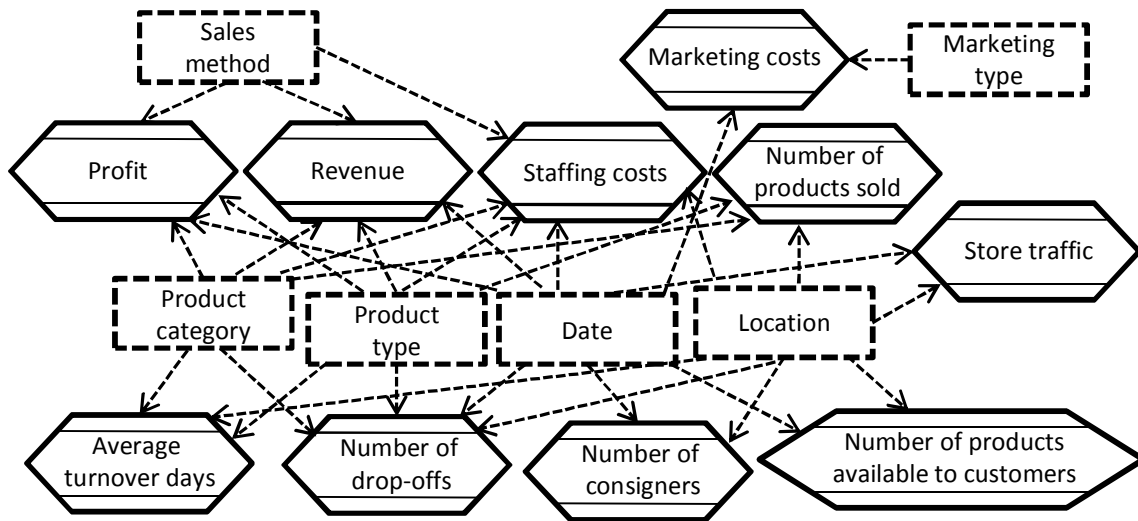 Sales
method
Marketing costs
Marketing
type
Profit
Revenue
Staffing costs
Number of
products sold
Store traffic
Product
category
Product
type
Date
Location
Average
turnover days
Number of
drop-offs
Number of
consigners
Number of products
available to customers